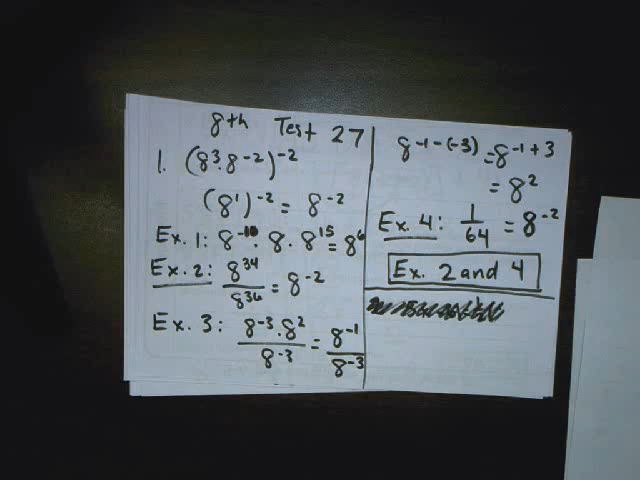 8th Test 27
1. (8³·8⁻²)⁻²
(8¹)⁻² = 8⁻²
Ex. 1: 8⁻¹⁰ · 8 · 8¹⁵ = 8⁶
Ex. 2: 8³⁴/8³⁶ = 8⁻²
Ex. 3: 8⁻³·8²/8⁻³ = 8⁻¹/8⁻³
8⁻¹⁻⁽⁻³⁾ = 8⁻¹⁺³
= 8²
Ex. 4: 1/64 = 8⁻²
Ex. 2 and 4